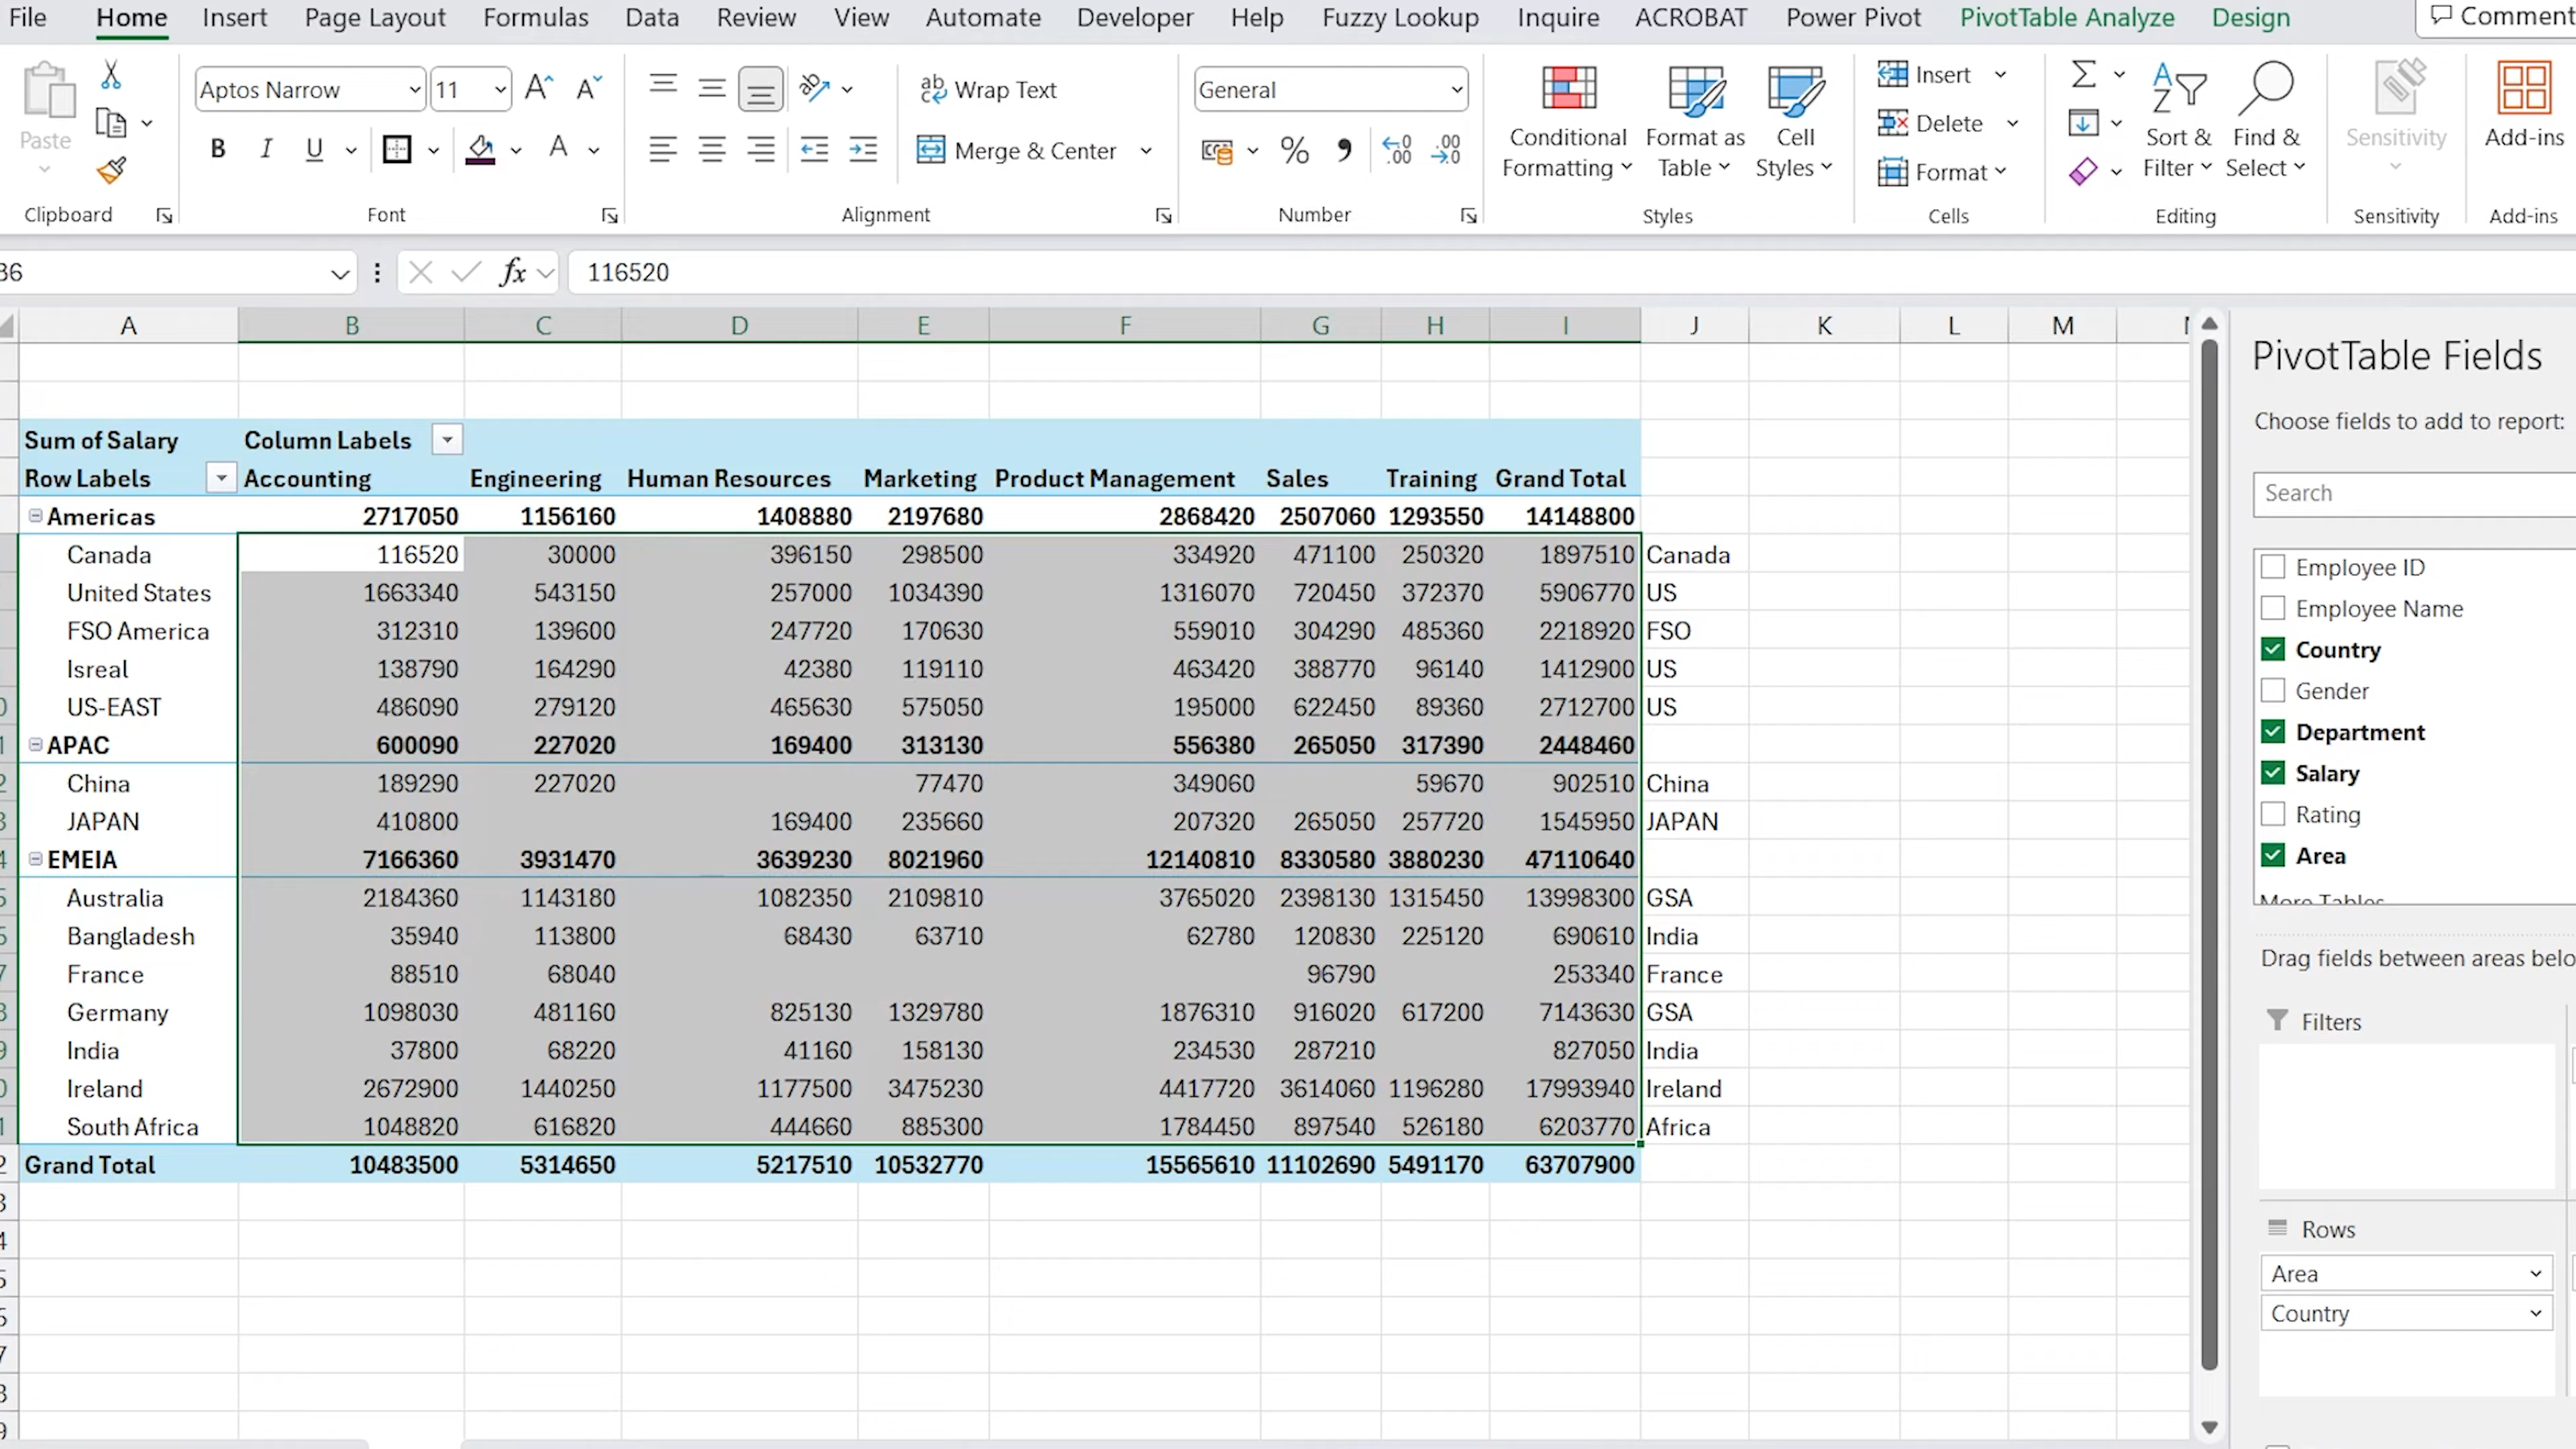 File Home Insert Page Layout Formulas Data Review View Automate Developer Help Fuzzy Lookup Inquire ACROBAT Power Pivot PivotTable Analyze Design
Paste
Clipboard
Aptos Narrow 11
B I U
Font
Wrap Text
Merge & Center
Alignment
General
Number
Conditional Formatting
Format as Table
Cell Styles
Styles
Insert
Delete
Format
Cells
Sort & Filter
Find & Select
Editing
Sensitivity
Sensitivity
Add-ins
Add-ins
fx 116520
A B C D E F G H I J K L M
Sum of Salary Column Labels
Row Labels Accounting Engineering Human Resources Marketing Product Management Sales Training Grand Total
Americas 2717050 1156160 1408880 2197680 2868420 2507060 1293550 14148800
Canada 116520 30000 396150 298500 334920 471100 250320 1897510 Canada
United States 1663340 543150 257000 1034390 1316070 720450 372370 5906770 US
FSO America 312310 139600 247720 170630 559010 304290 485360 2218920 FSO
Isreal 138790 164290 42380 119110 463420 388770 96140 1412900 US
US-EAST 486090 279120 465630 575050 195000 622450 89360 2712700 US
APAC 600090 227020 169400 313130 556380 265050 317390 2448460
China 189290 227020 77470 349060 59670 902510 China
JAPAN 410800 169400 235660 207320 265050 257720 1545950 JAPAN
EMEIA 7166360 3931470 3639230 8021960 12140810 8330580 3880230 47110640
Australia 2184360 1143180 1082350 2109810 3765020 2398130 1315450 13998300 GSA
Bangladesh 35940 113800 68430 63710 62780 120830 225120 690610 India
France 88510 68040 96790 253340 France
Germany 1098030 481160 825130 1329780 1876310 916020 617200 7143630 GSA
India 37800 68220 41160 158130 234530 287210 827050 India
Ireland 2672900 1440250 1177500 3475230 4417720 3614060 1196280 17993940 Ireland
South Africa 1048820 616820 444660 885300 1784450 897540 526180 6203770 Africa
Grand Total 10483500 5314650 5217510 10532770 15565610 11102690 5491170 63707900
PivotTable Fields
Choose fields to add to report:
Search
Employee ID
Employee Name
Country
Gender
Department
Salary
Rating
Area
More Tables
Drag fields between areas
Filters
Rows
Area
Country